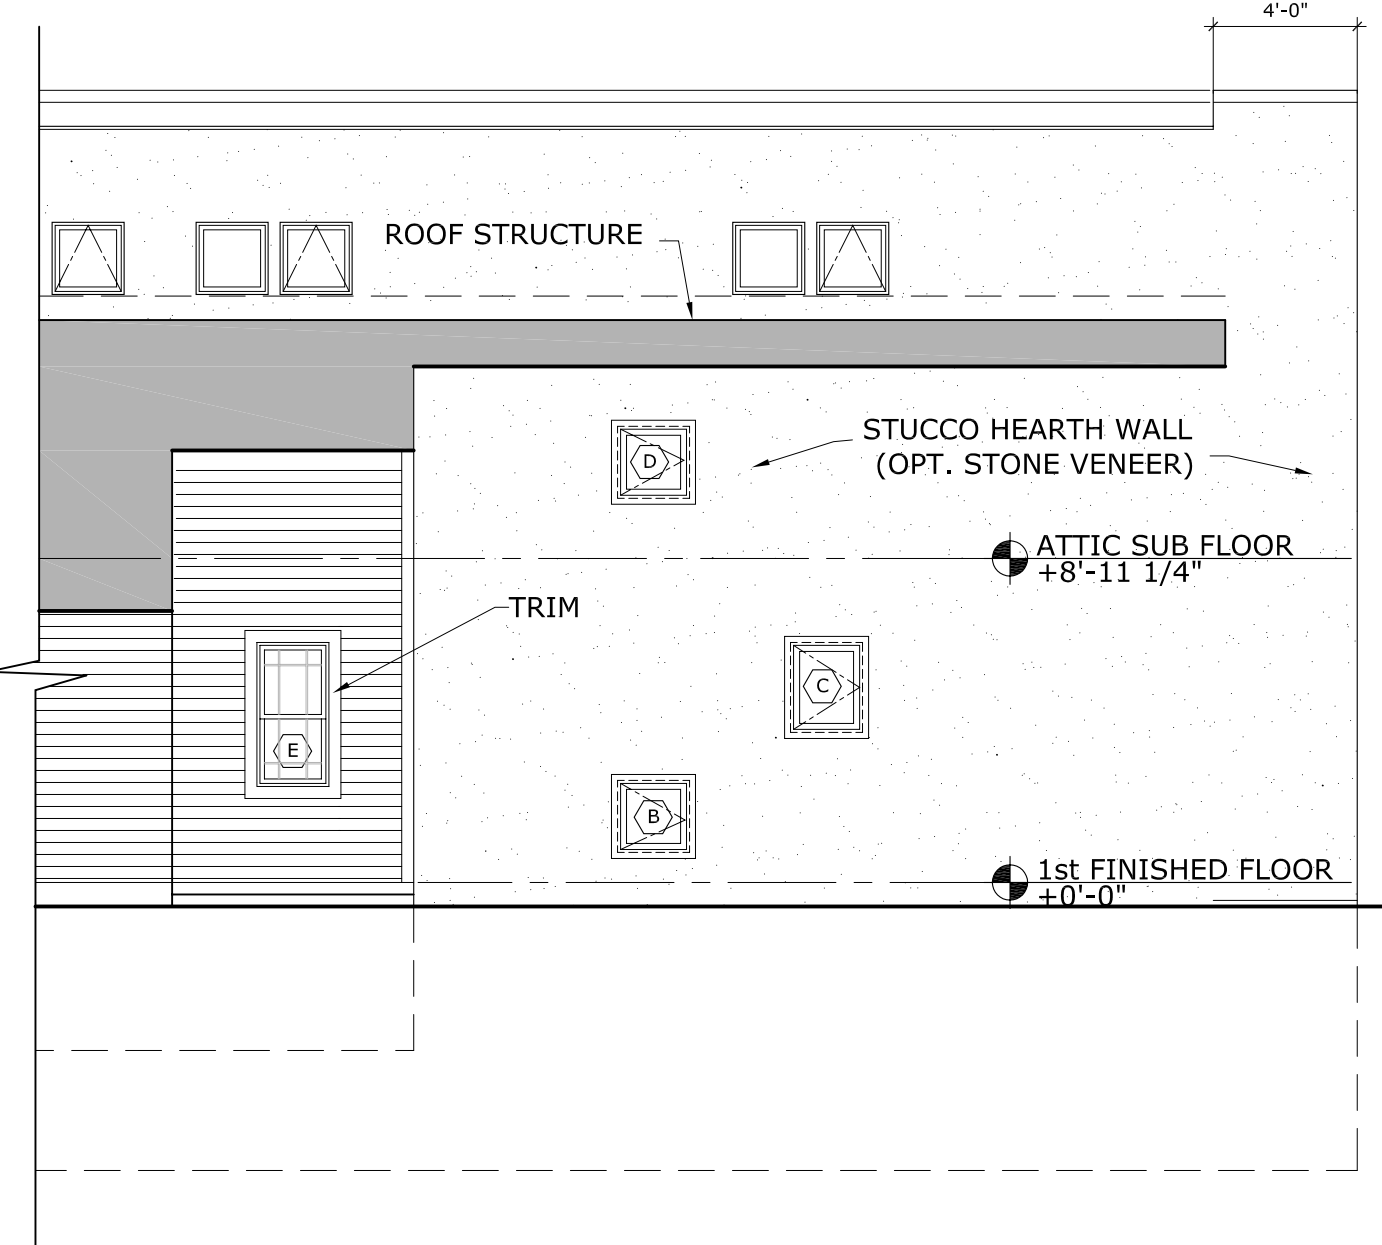 4'-0"
ROOF STRUCTURE
STUCCO HEARTH WALL
(OPT. STONE VENEER)
D
ATTIC SUB FLOOR
+8'-11 1/4"
TRIM
C
E
B
1st FINISHED FLOOR
+0'-0"